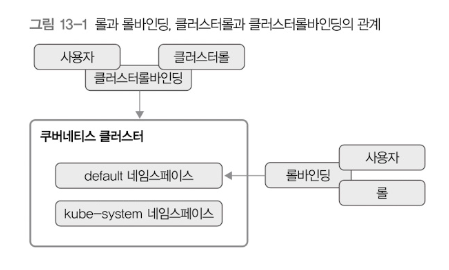 그림 13-1 롤과 롤바인딩, 클러스터롤과 클러스터롤바인딩의 관계
사용자
클러스터롤
클러스터롤바인딩
쿠버네티스 클러스터
default 네임스페이스
kube-system 네임스페이스
롤바인딩
사용자
롤